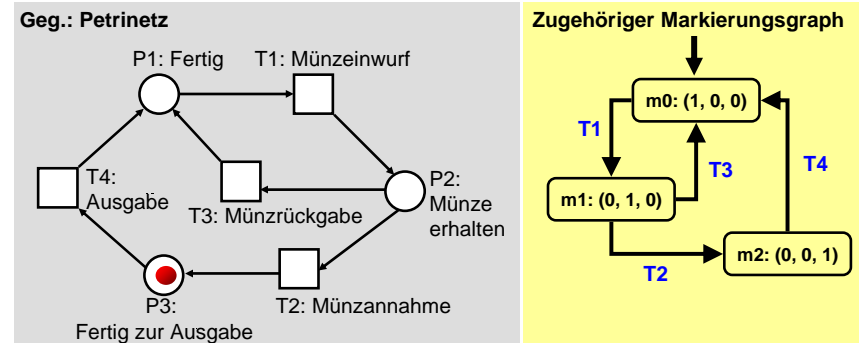 Geg.: Petrinetz
P1: Fertig
T1: Münzeinwurf
T4:
Ausgabe
T3: Münzrückgabe
P2:
Münze
erhalten
P3:
Fertig zur Ausgabe
T2: Münzannahme
Zugehöriger Markierungsgraph
m0: (1, 0, 0)
T1
T3
T4
m1: (0, 1, 0)
T2
m2: (0, 0, 1)